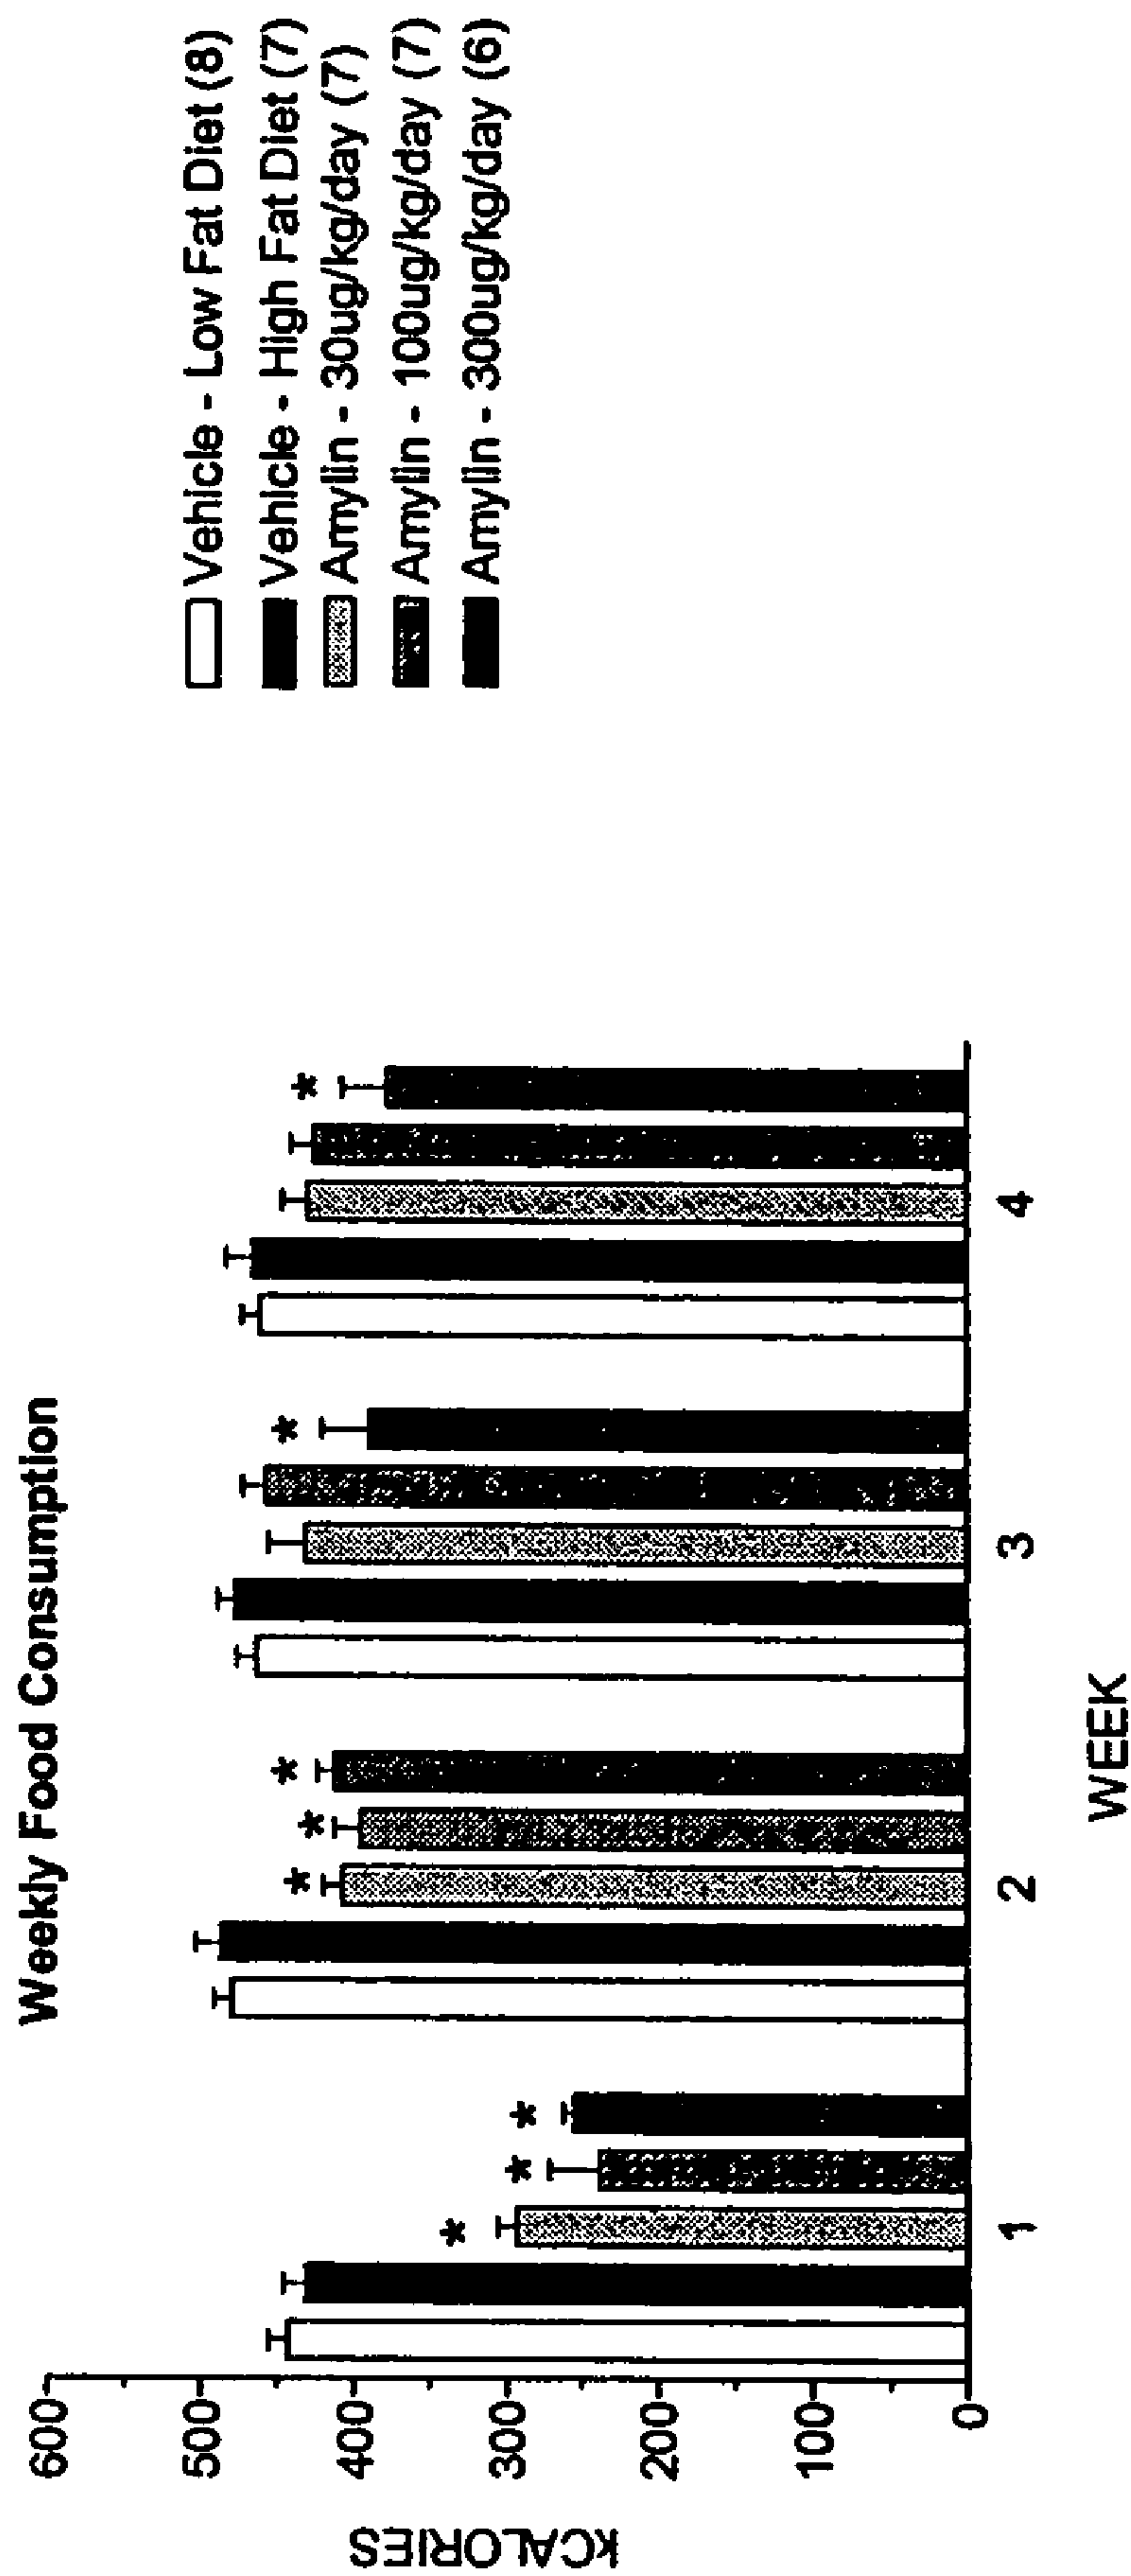 Weekly Food Consumption
kCALORIES
600
500
400
300
200
100
0
*
*
*
*
*
*
*
*
1
2
3
4
WEEK
Vehicle - Low Fat Diet (8)
Vehicle - High Fat Diet (7)
Amylin - 30ug/kg/day (7)
Amylin - 100ug/kg/day (7)
Amylin - 300ug/kg/day (6)